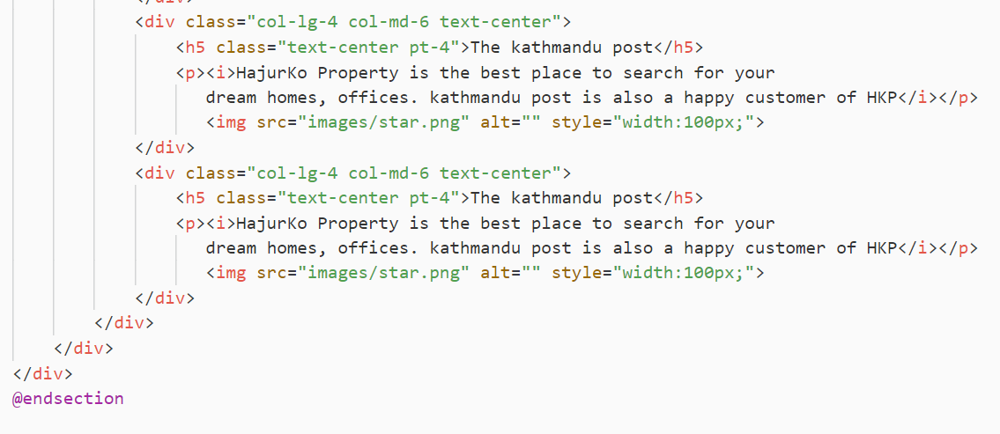 </div>
<div class="col-lg-4 col-md-6 text-center">
<h5 class="text-center pt-4">The kathmandu post</h5>
<p><i>HajurKo Property is the best place to search for your
dream homes, offices. kathmandu post is also a happy customer of HKP</i></p>
<img src="images/star.png" alt="" style="width:100px;">
</div>
<div class="col-lg-4 col-md-6 text-center">
<h5 class="text-center pt-4">The kathmandu post</h5>
<p><i>HajurKo Property is the best place to search for your
dream homes, offices. kathmandu post is also a happy customer of HKP</i></p>
<img src="images/star.png" alt="" style="width:100px;">
</div>
</div>
</div>
</div>
@endsection